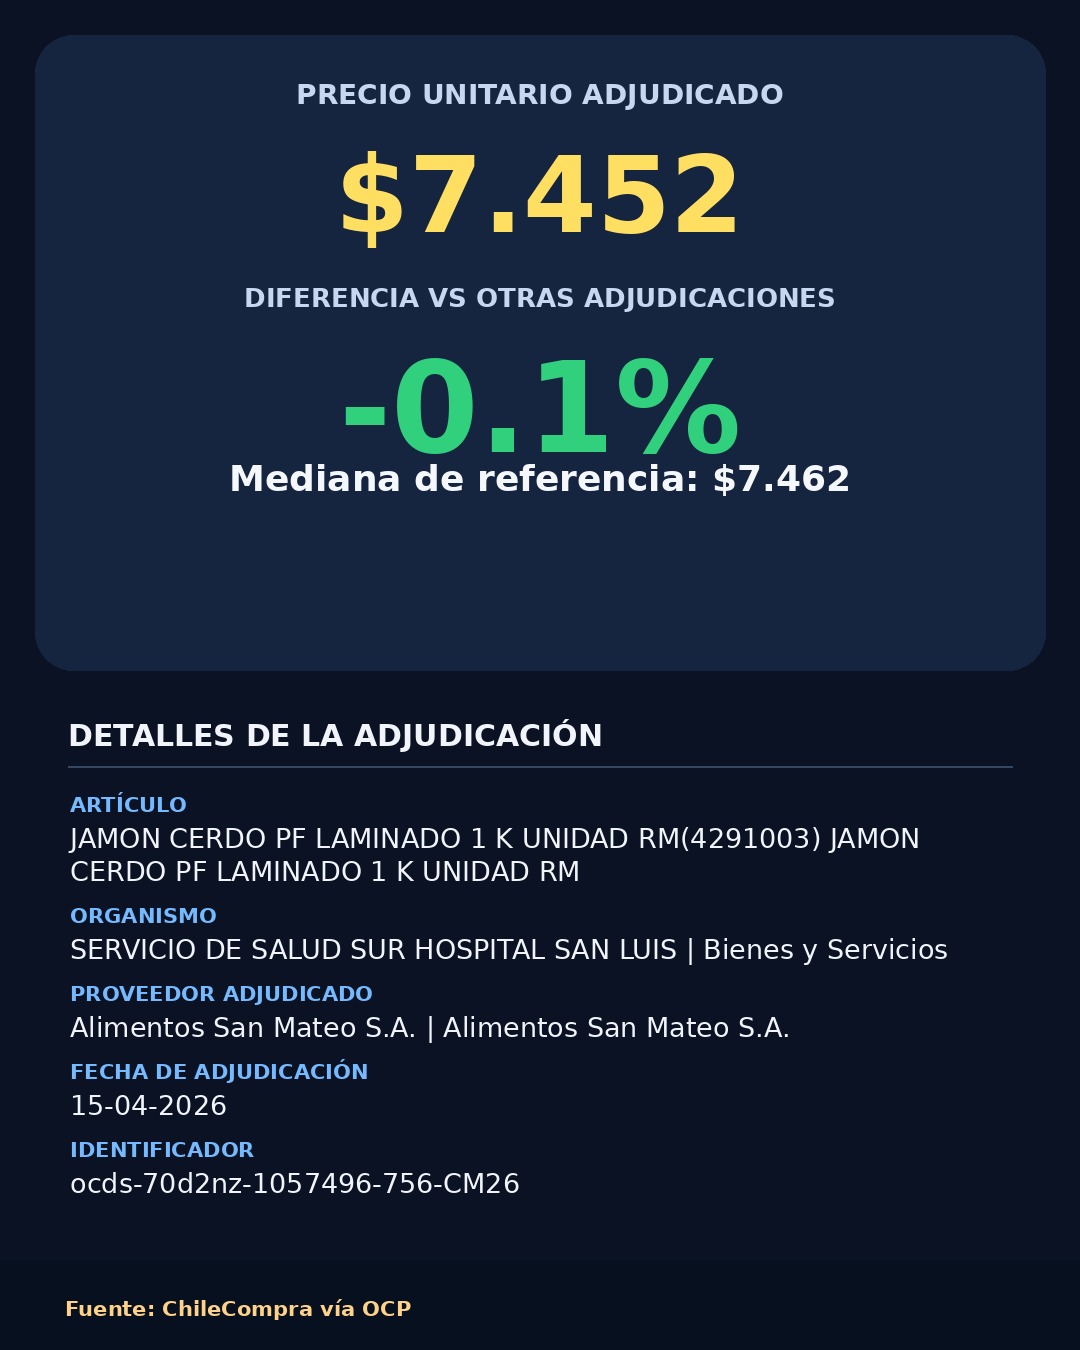 PRECIO UNITARIO ADJUDICADO
$7.452
DIFERENCIA VS OTRAS ADJUDICACIONES
-0.1%
Mediana de referencia: $7.462
DETALLES DE LA ADJUDICACIÓN
ARTÍCULO
JAMON CERDO PF LAMINADO 1 K UNIDAD RM(4291003) JAMON
CERDO PF LAMINADO 1 K UNIDAD RM
ORGANISMO
SERVICIO DE SALUD SUR HOSPITAL SAN LUIS | Bienes y Servicios
PROVEEDOR ADJUDICADO
Alimentos San Mateo S.A. | Alimentos San Mateo S.A.
FECHA DE ADJUDICACIÓN
15-04-2026
IDENTIFICADOR
ocds-70d2nz-1057496-756-CM26
Fuente: ChileCompra vía OCP